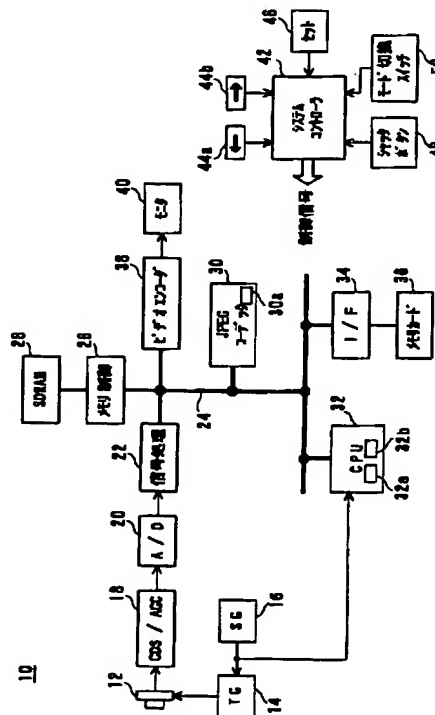 10
12
CDS / AGC
18
A / D
20
信号処理
22
SDRAM
28
メモリ制御
26
ビデオエンコーダ
38
モニタ
40
24
JPEG
コーデック
30
30a
TG
14
SG
16
CPU
32
32a
32b
I / F
34
メモリカード
36
制御信号
システム
コントローラ
42
44a
←
44b
→
セット
46
シャッタ
ボタン
モード切換
スイッチ